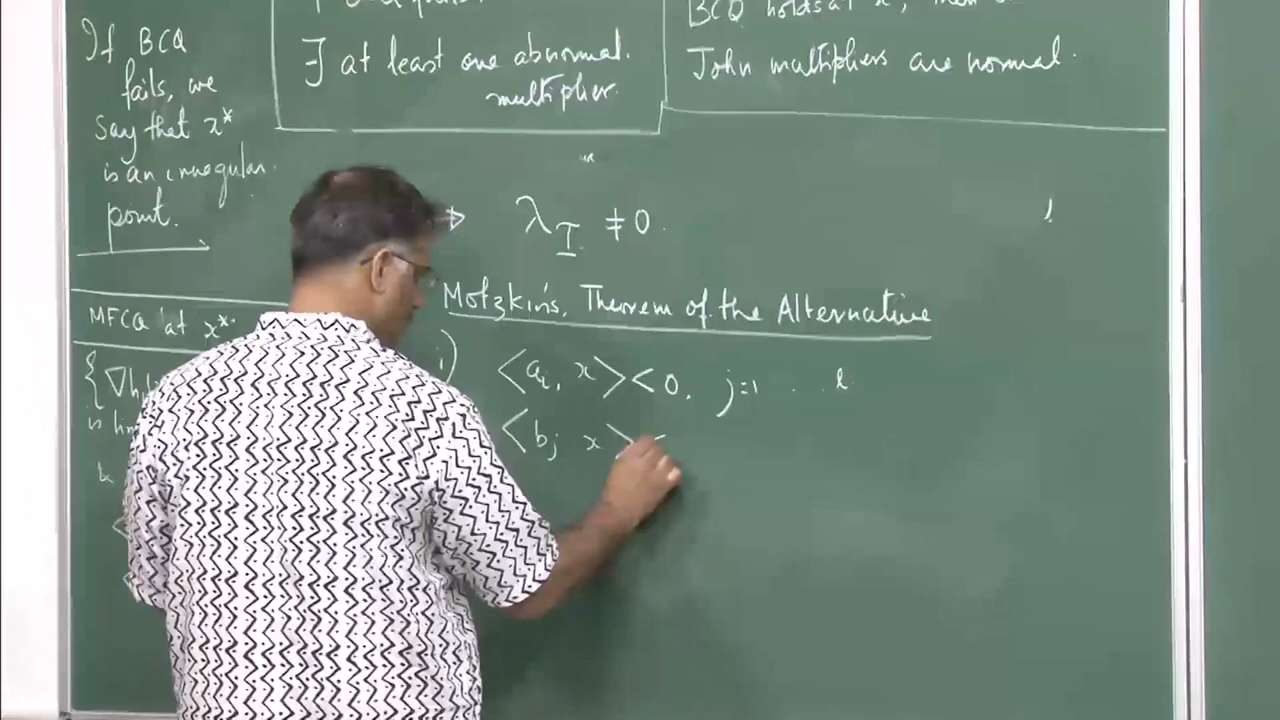 If BCQ
fails, we
say that x*
is an irregular
point.
∃ at least one abnormal
multiplier.
BCQ holds at x*, then
John multipliers are normal.
⇒ λ_I ≠ 0.
Motzkin's Theorem of the Alternative
MFCQ at x*.
{∇h
is
⟨a_i, x⟩ < 0, j=1 . . . l
⟨b_j x⟩